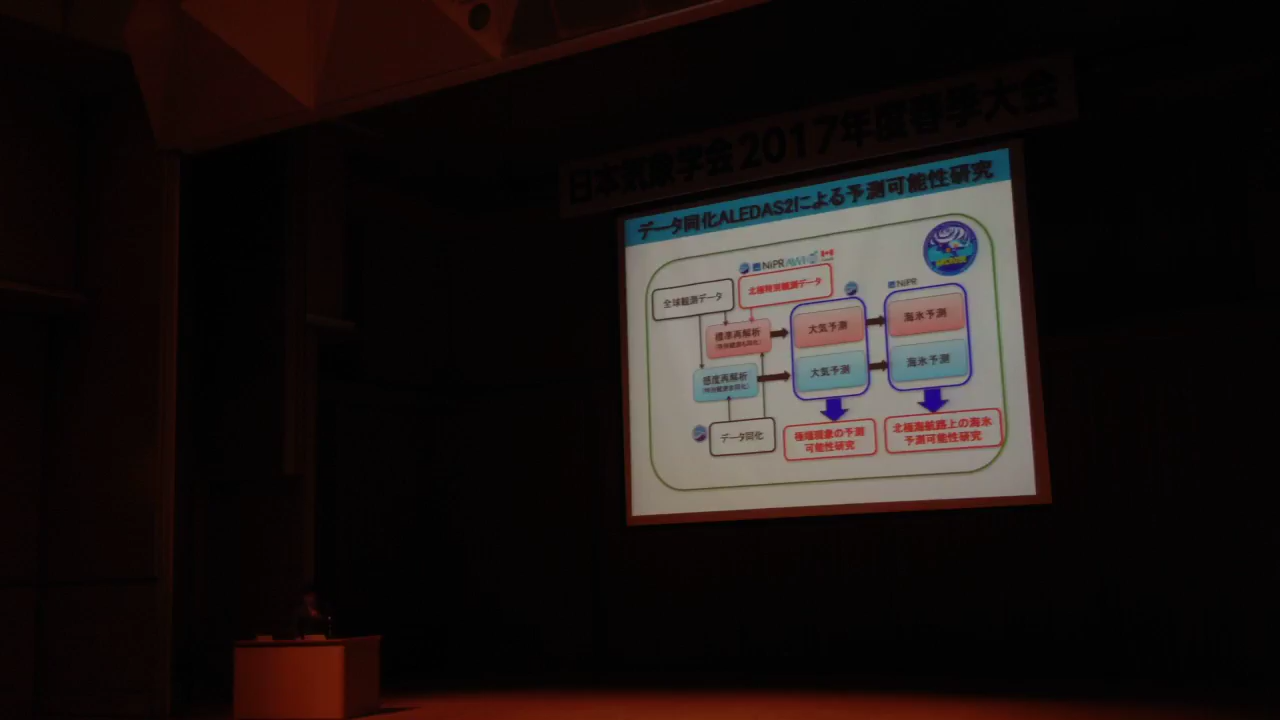 日本気象学会2017年度春季大会
データ同化ALEDAS2による予測可能性研究
NiPR AWI
全球観測データ
北極特別観測データ
NiPR
標準再解析
大気予測
海氷予測
感度再解析
大気予測
海氷予測
データ同化
極端現象の予測
可能性研究
北極海航路上の海氷
予測可能性研究